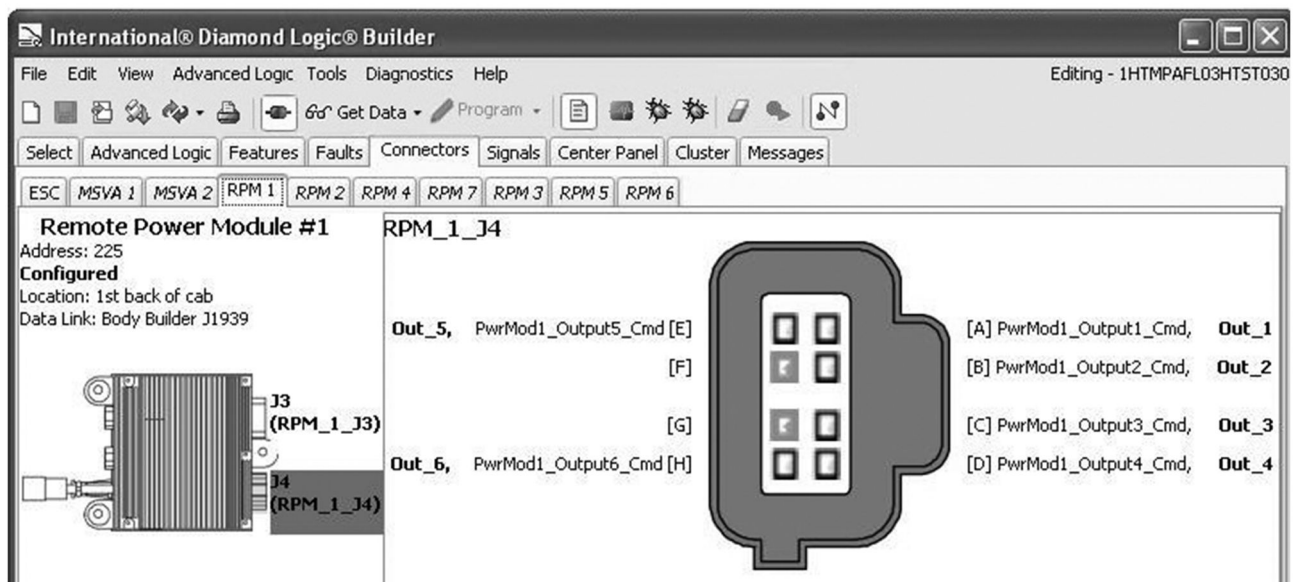 International® Diamond Logic® Builder
File Edit View Advanced Logic Tools Diagnostics Help Editing - 1HTMPAFL03HTST030
Get Data Program
Select Advanced Logic Features Faults Connectors Signals Center Panel Cluster Messages
ESC MSVA 1 MSVA 2 RPM 1 RPM 2 RPM 4 RPM 7 RPM 3 RPM 5 RPM 6
Remote Power Module #1
Address: 225
Configured
Location: 1st back of cab
Data Link: Body Builder J1939
J3
(RPM_1_J3)
J4
(RPM_1_J4)
RPM_1_J4
Out_5, PwrMod1_Output5_Cmd [E] [A] PwrMod1_Output1_Cmd, Out_1
[F] [B] PwrMod1_Output2_Cmd, Out_2
[G] [C] PwrMod1_Output3_Cmd, Out_3
Out_6, PwrMod1_Output6_Cmd [H] [D] PwrMod1_Output4_Cmd, Out_4